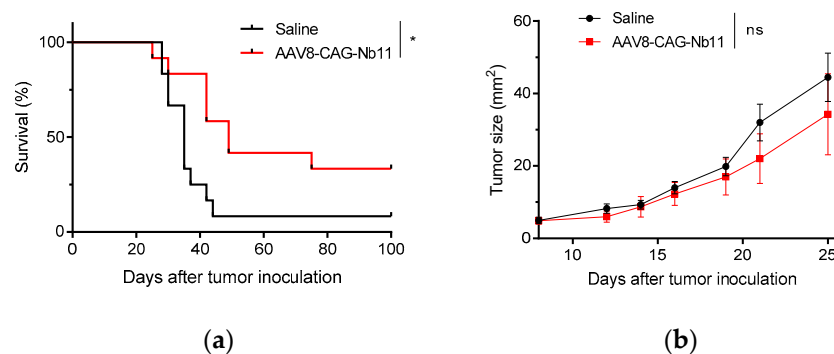 Saline
AAV8-CAG-Nb11
*
100
50
0
Survival (%)
0 20 40 60 80 100
Days after tumor inoculation
(a)
Saline
AAV8-CAG-Nb11
ns
60
40
20
0
Tumor size (mm²)
10 15 20 25
Days after tumor inoculation
(b)